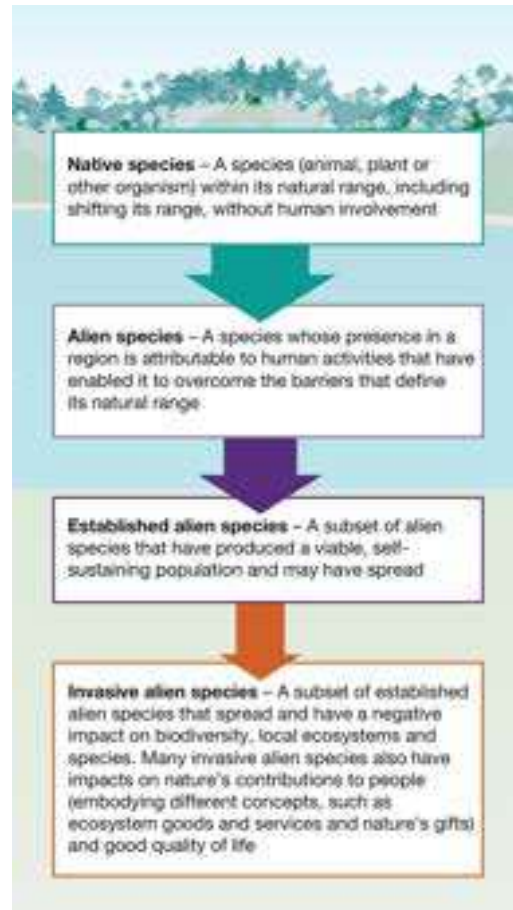 Native species – A species (animal, plant or
other organism) within its natural range, including
shifting its range, without human involvement
Alien species – A species whose presence in a
region is attributable to human activities that have
enabled it to overcome the barriers that define
its natural range
Established alien species – A subset of alien
species that have produced a viable, self-
sustaining population and may have spread
Invasive alien species – A subset of established
alien species that spread and have a negative
impact on biodiversity, local ecosystems and
species. Many invasive alien species also have
impacts on nature's contributions to people
(embodying different concepts, such as
ecosystem goods and services and nature's gifts)
and good quality of life